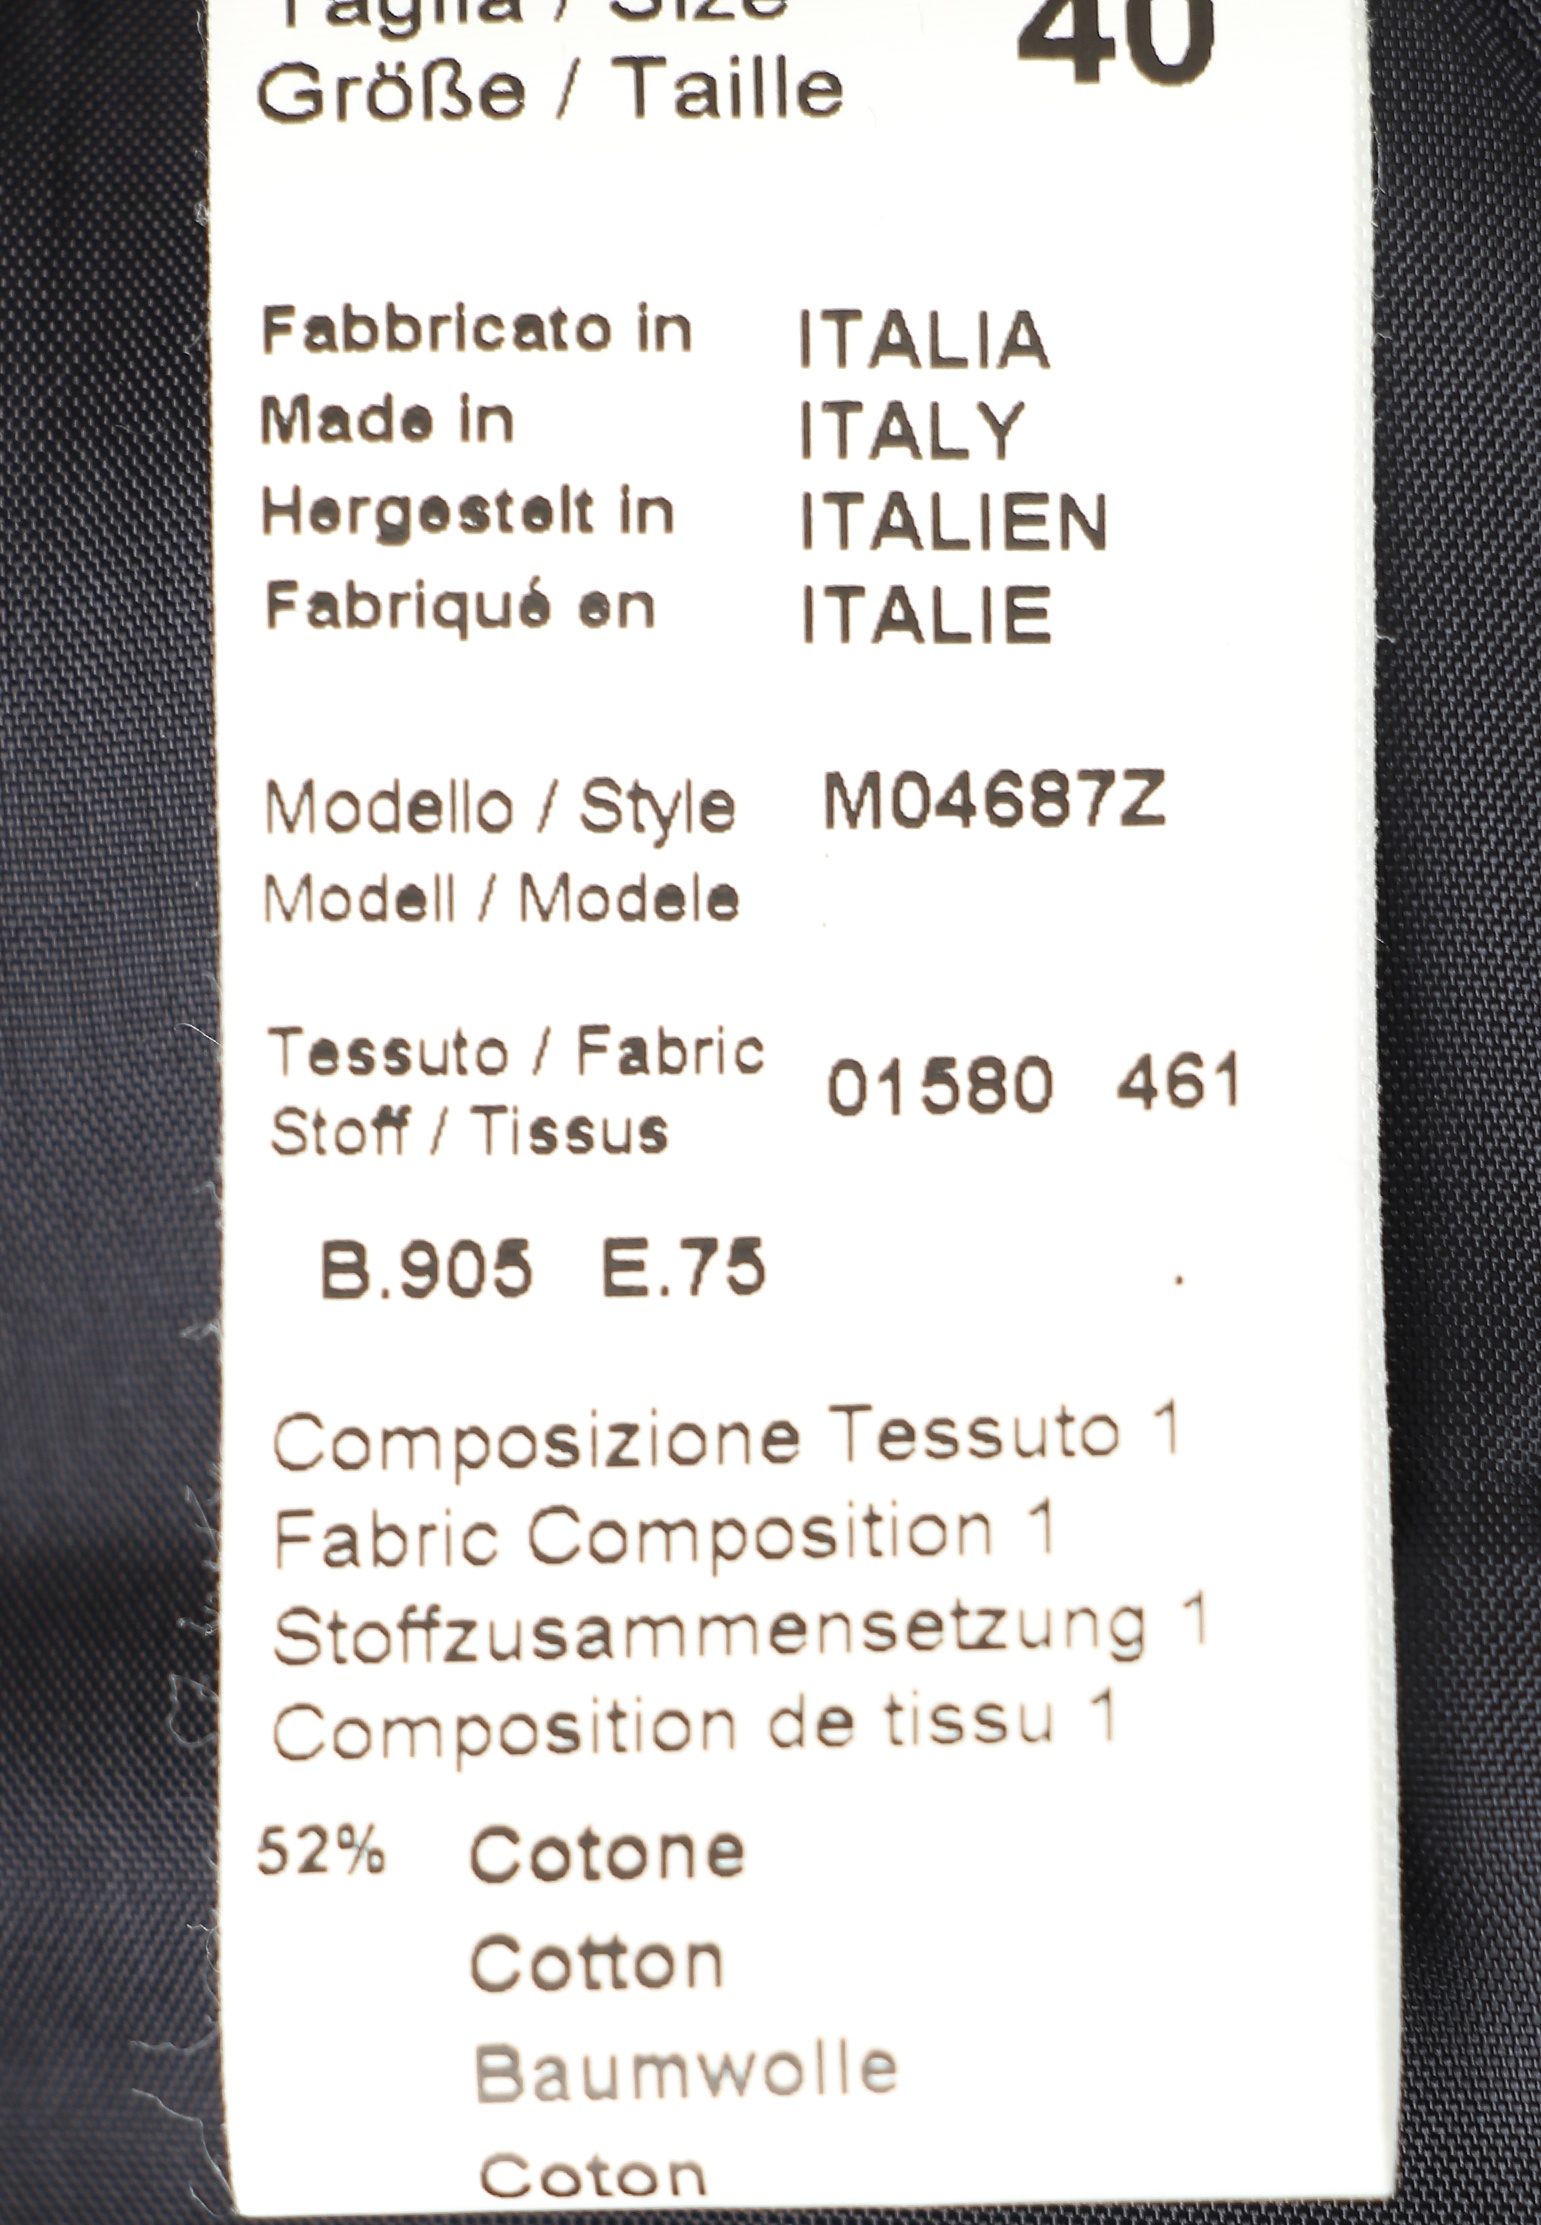 Taglia / Size 40
Größe / Taille
Fabbricato in ITALIA
Made in ITALY
Hergestelt in ITALIEN
Fabriqué en ITALIE
Modello / Style M04687Z
Modell / Modele
Tessuto / Fabric 01580 461
Stoff / Tissus
B.905 E.75 .
Composizione Tessuto 1
Fabric Composition 1
Stoffzusammensetzung 1
Composition de tissu 1
52% Cotone
Cotton
Baumwolle
Coton